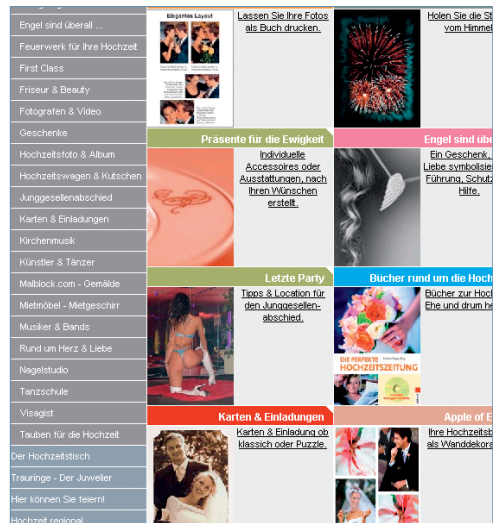 Engel sind überall ...
Feuerwerk für Ihre Hochzeit
First Class
Friseur & Beauty
Fotografen & Video
Geschenke
Hochzeitsfoto & Album
Hochzeitswagen & Kutschen
Junggesellenabschied
Karten & Einladungen
Kirchenmusik
Künstler & Tänzer
Malblock.com - Gemälde
Mietmöbel - Mietgeschirr
Musiker & Bands
Rund um Herz & Liebe
Nagelstudio
Tanzschule
Visagist
Tauben für die Hochzeit
Der Hochzeitstisch
Trauringe - Der Juwelier
Hier können Sie feiern!
Hochzeit regional
Elegantes Layout
Lassen Sie Ihre Fotos
als Buch drucken.
Holen Sie die St
vom Himmel
Präsente für die Ewigkeit
Individuelle
Accessoires oder
Ausstattungen, nach
Ihren Wünschen
erstellt.
Engel sind übe
Ein Geschenk,
Liebe symbolisie
Führung, Schutz
Hilfe.
Letzte Party
Tipps & Location für
den Junggesellen-
abschied.
Bücher rund um die Hoch
Bücher zur Hoch
Ehe und drum he
DIE PERFEKTE
HOCHZEITSZEITUNG
Karten & Einladungen
Karten & Einladung ob
klassich oder Puzzle.
Apple of E
Ihre Hochzeitsb
als Wanddekora